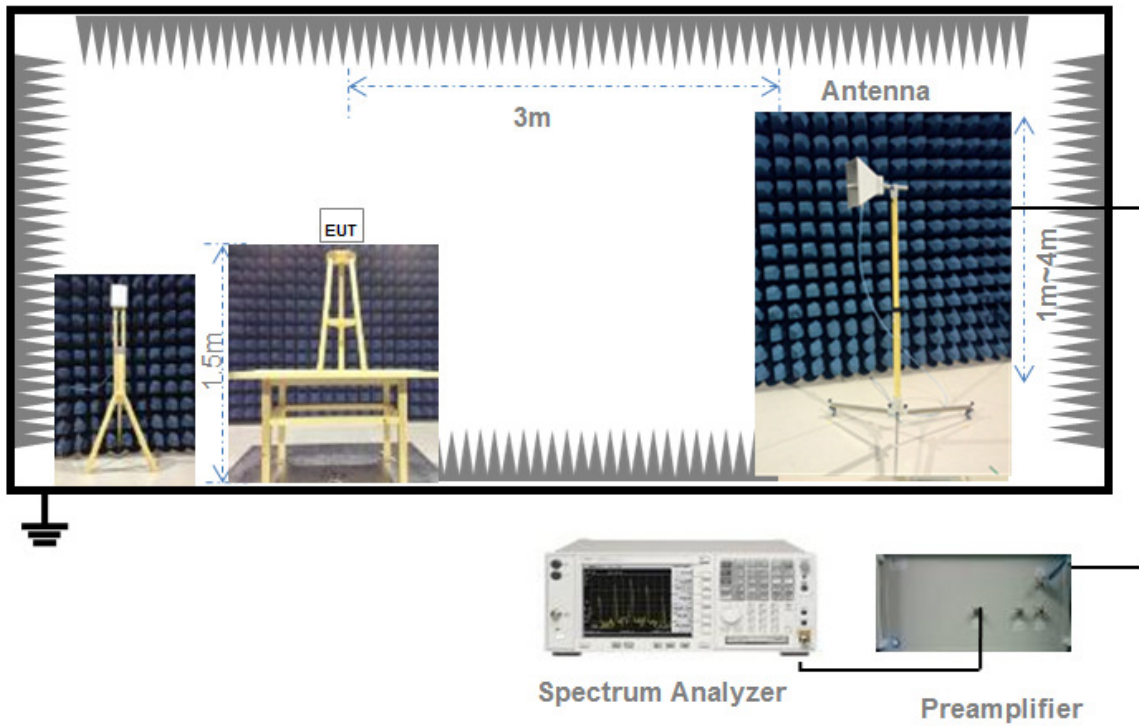 Antenna
3m
EUT
1.5m
1m~4m
Spectrum Analyzer
Preamplifier